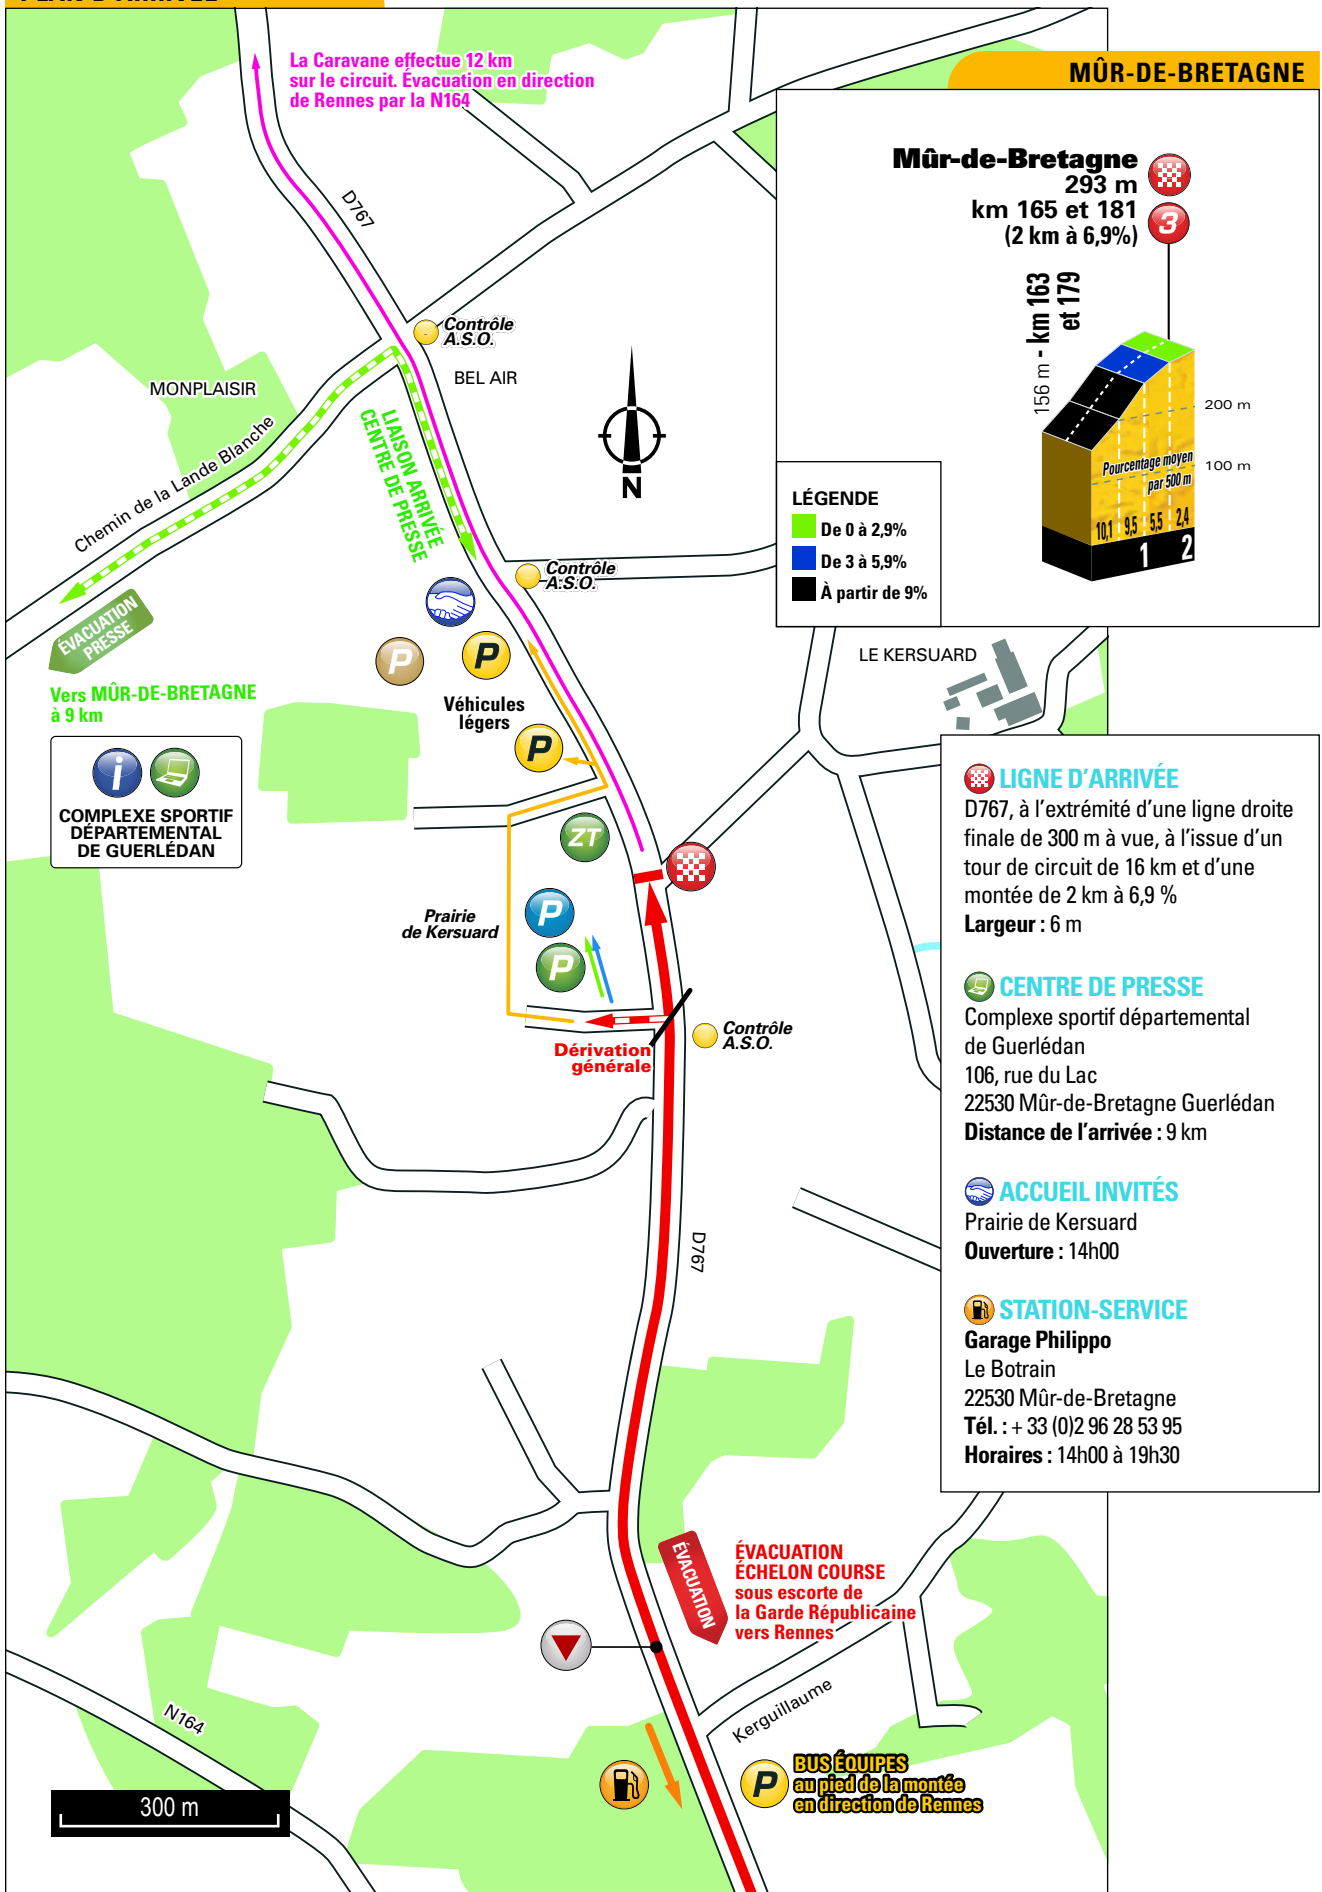 PLAN D'ARRIVÉE
La Caravane effectue 12 km
sur le circuit. Évacuation en direction
de Rennes par la N164
MÛR-DE-BRETAGNE
Mûr-de-Bretagne
293 m
km 165 et 181
(2 km à 6,9%)
3
156 m - km 163
et 179
200 m
100 m
Pourcentage moyen
par 500 m
10,1 9,5 5,5 2,4
1 2
LÉGENDE
De 0 à 2,9%
De 3 à 5,9%
À partir de 9%
D767
Contrôle
A.S.O.
BEL AIR
MONPLAISIR
Chemin de la Lande Blanche
LIAISON ARRIVÉE
CENTRE DE PRESSE
N
Contrôle
A.S.O.
ÉVACUATION
PRESSE
Vers MÛR-DE-BRETAGNE
à 9 km
i
COMPLEXE SPORTIF
DÉPARTEMENTAL
DE GUERLÉDAN
P
P
Véhicules
légers
P
LE KERSUARD
ZT
Prairie
de Kersuard
P
P
Dérivation
générale
Contrôle
A.S.O.
D767
LIGNE D'ARRIVÉE
D767, à l'extrémité d'une ligne droite
finale de 300 m à vue, à l'issue d'un
tour de circuit de 16 km et d'une
montée de 2 km à 6,9 %
Largeur : 6 m
CENTRE DE PRESSE
Complexe sportif départemental
de Guerlédan
106, rue du Lac
22530 Mûr-de-Bretagne Guerlédan
Distance de l'arrivée : 9 km
ACCUEIL INVITÉS
Prairie de Kersuard
Ouverture : 14h00
STATION-SERVICE
Garage Philippo
Le Botrain
22530 Mûr-de-Bretagne
Tél. : + 33 (0)2 96 28 53 95
Horaires : 14h00 à 19h30
ÉVACUATION
ÉVACUATION
ÉCHELON COURSE
sous escorte de
la Garde Républicaine
vers Rennes
Kerguillaume
N164
P
BUS ÉQUIPES
au pied de la montée
en direction de Rennes
300 m